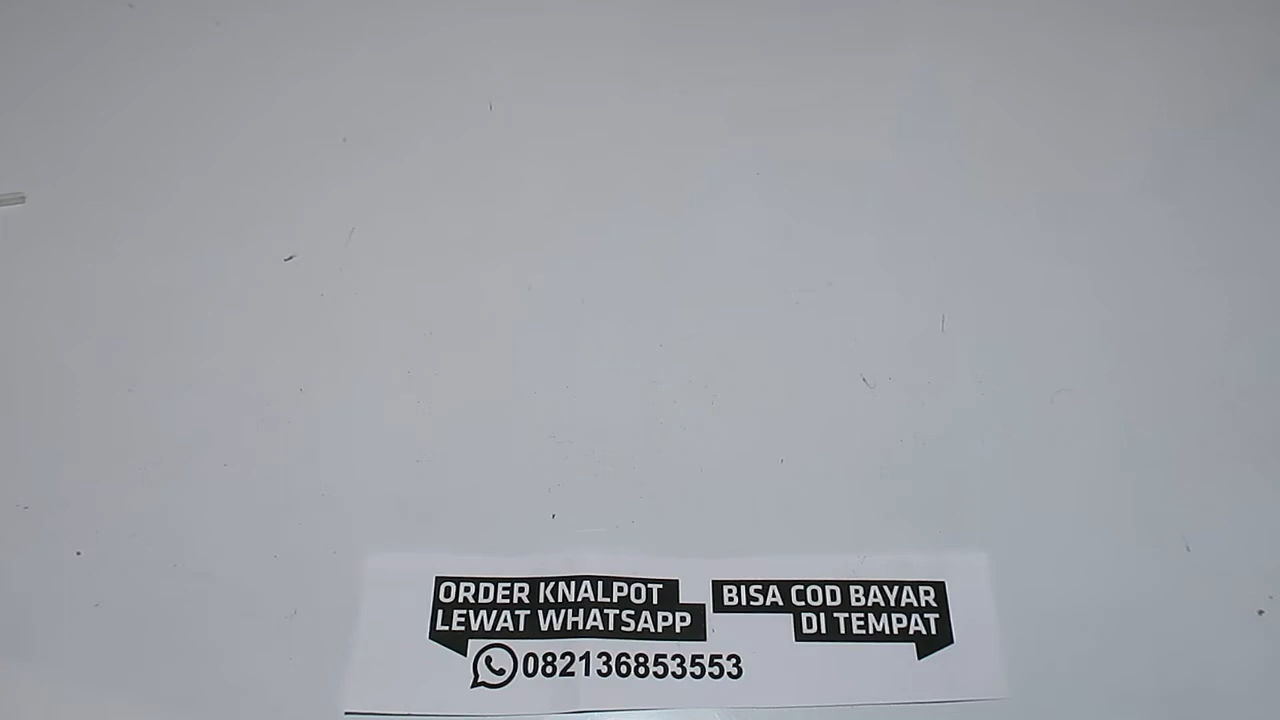 ORDER KNALPOT
LEWAT WHATSAPP
BISA COD BAYAR
DI TEMPAT
082136853553